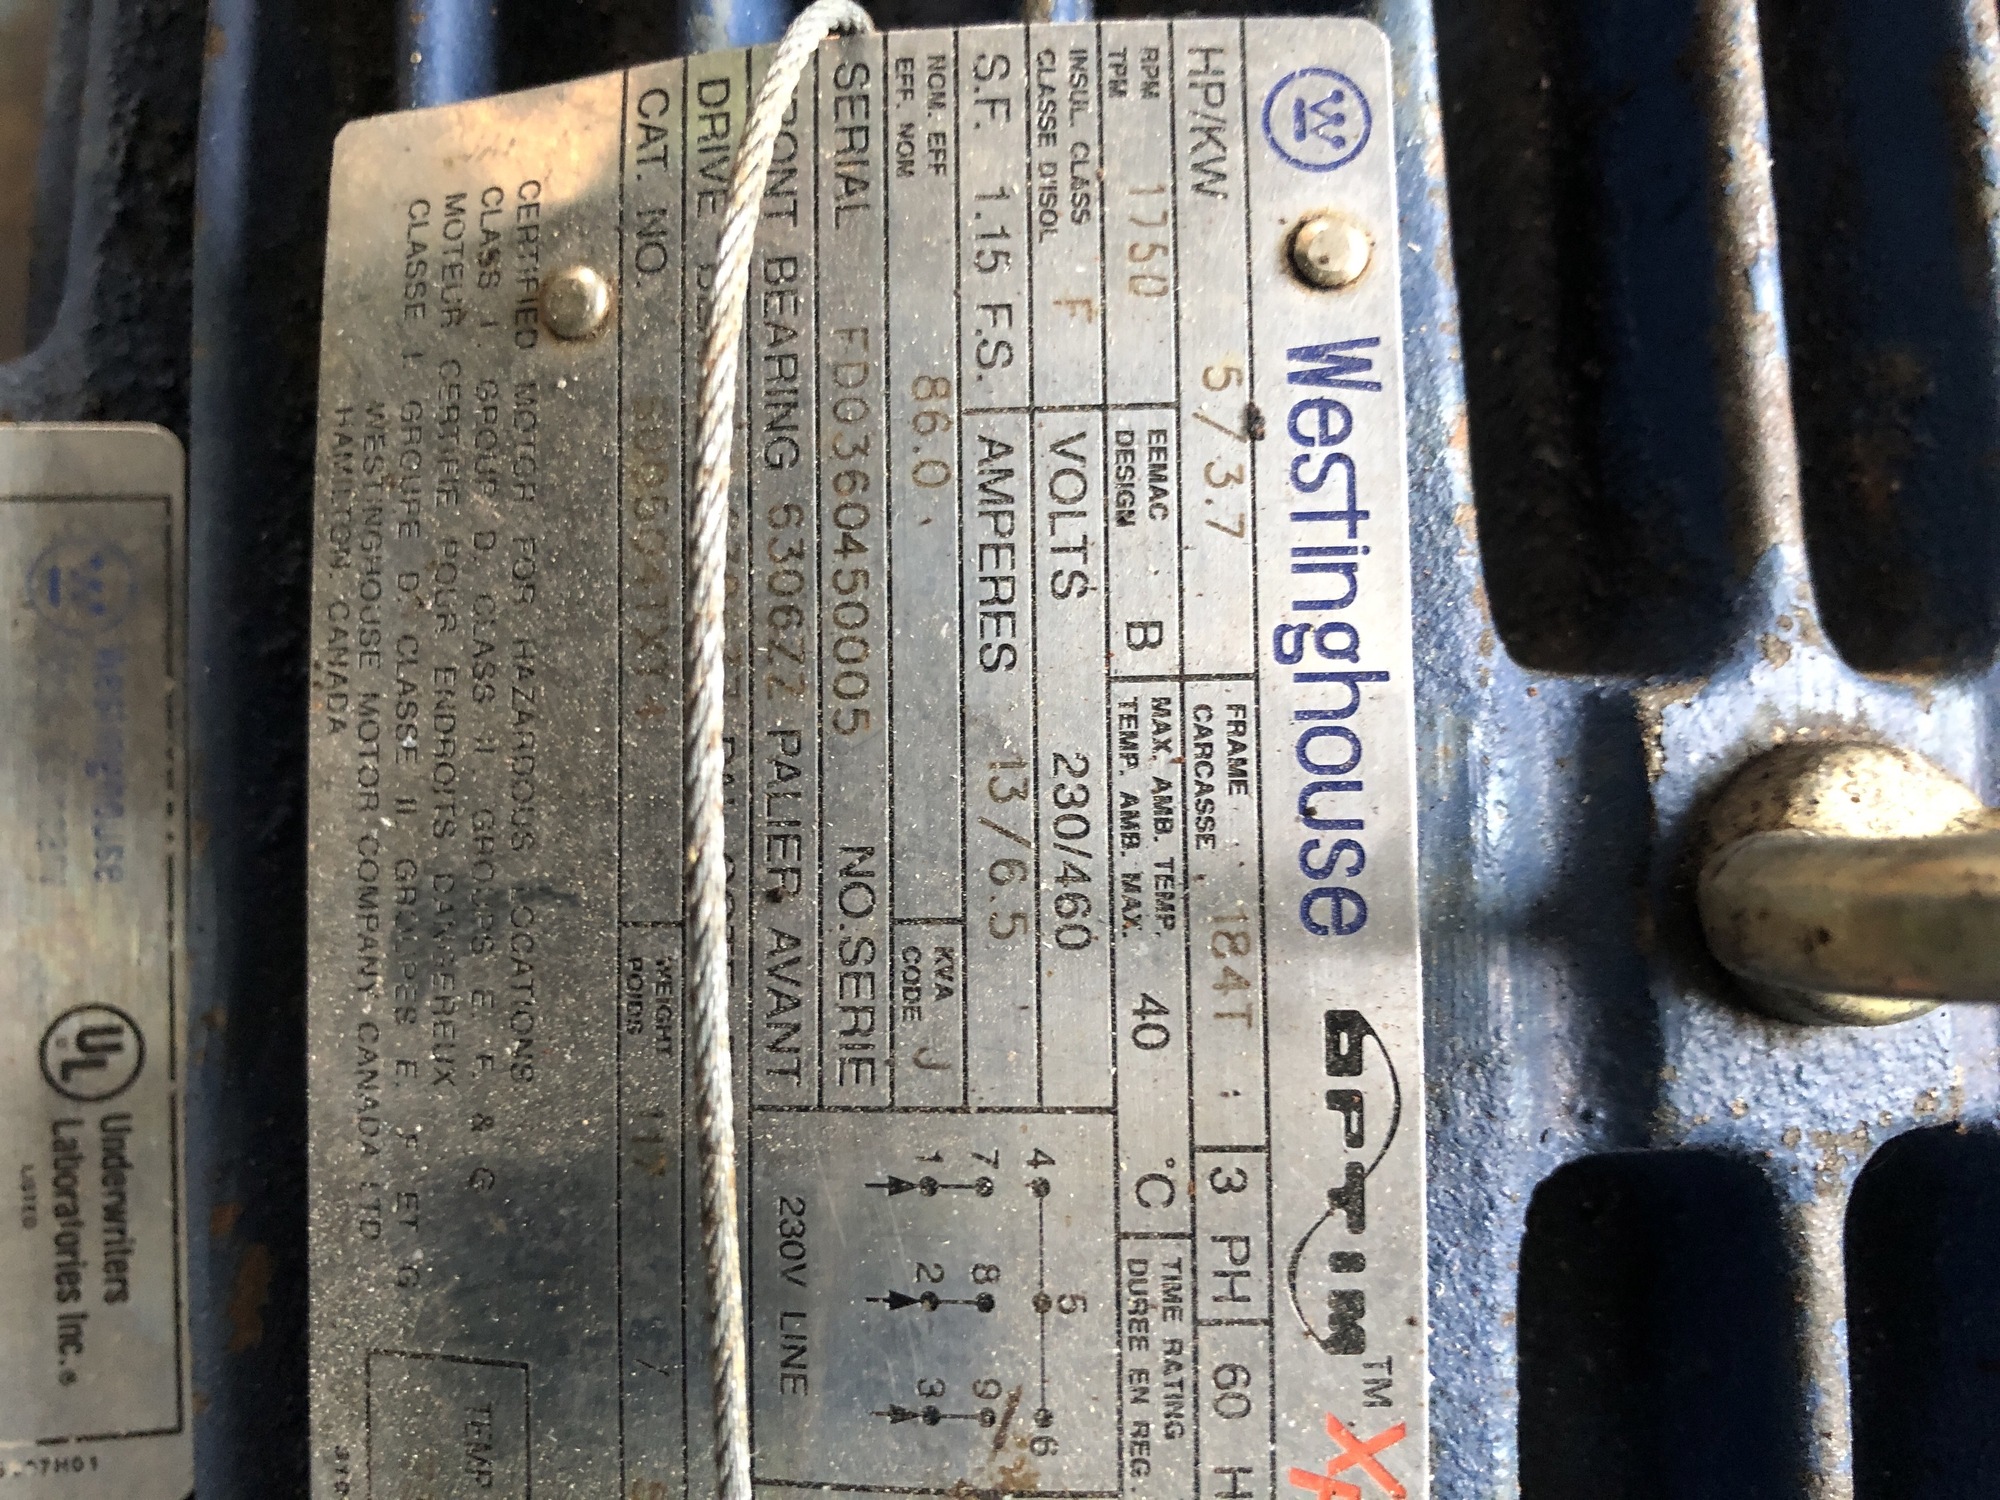 W Westinghouse OPTIM™
HP/KW 5/3.7 FRAME CARCASSE 184T 3 PH 60 H
RPM TPM 1750 EEMAC DESIGN B MAX. AMB. TEMP. TEMP. AMB. MAX. 40 °C TIME RATING DURÉE EN REG.
INSUL. CLASS CLASSE D'ISOL F VOLTS 230/460
S.F. 1.15 F.S. AMPERES 13/6.5
NOM. EFF EFF. NOM 86.0 KVA CODE J
SERIAL FD0360450005 NO.SERIE
FRONT BEARING 6306ZZ PALIER AVANT
4 5 6
7 8 9
1 2 3
230V LINE
DRIVE
CAT. NO. WEIGHT POIDS
CERTIFIED MOTOR FOR HAZARDOUS LOCATIONS
CLASS I. GROUP D. CLASS II. GROUPS E. F. & G
MOTEUR CERTIFIE POUR ENDROITS DANGEREUX
CLASSE I. GROUPE D. CLASSE II. GROUPES E. F ET G
WESTINGHOUSE MOTOR COMPANY CANADA LTD
HAMILTON. CANADA
TEMP
W Westinghouse
UL Underwriters
Laboratories Inc.®
LISTED